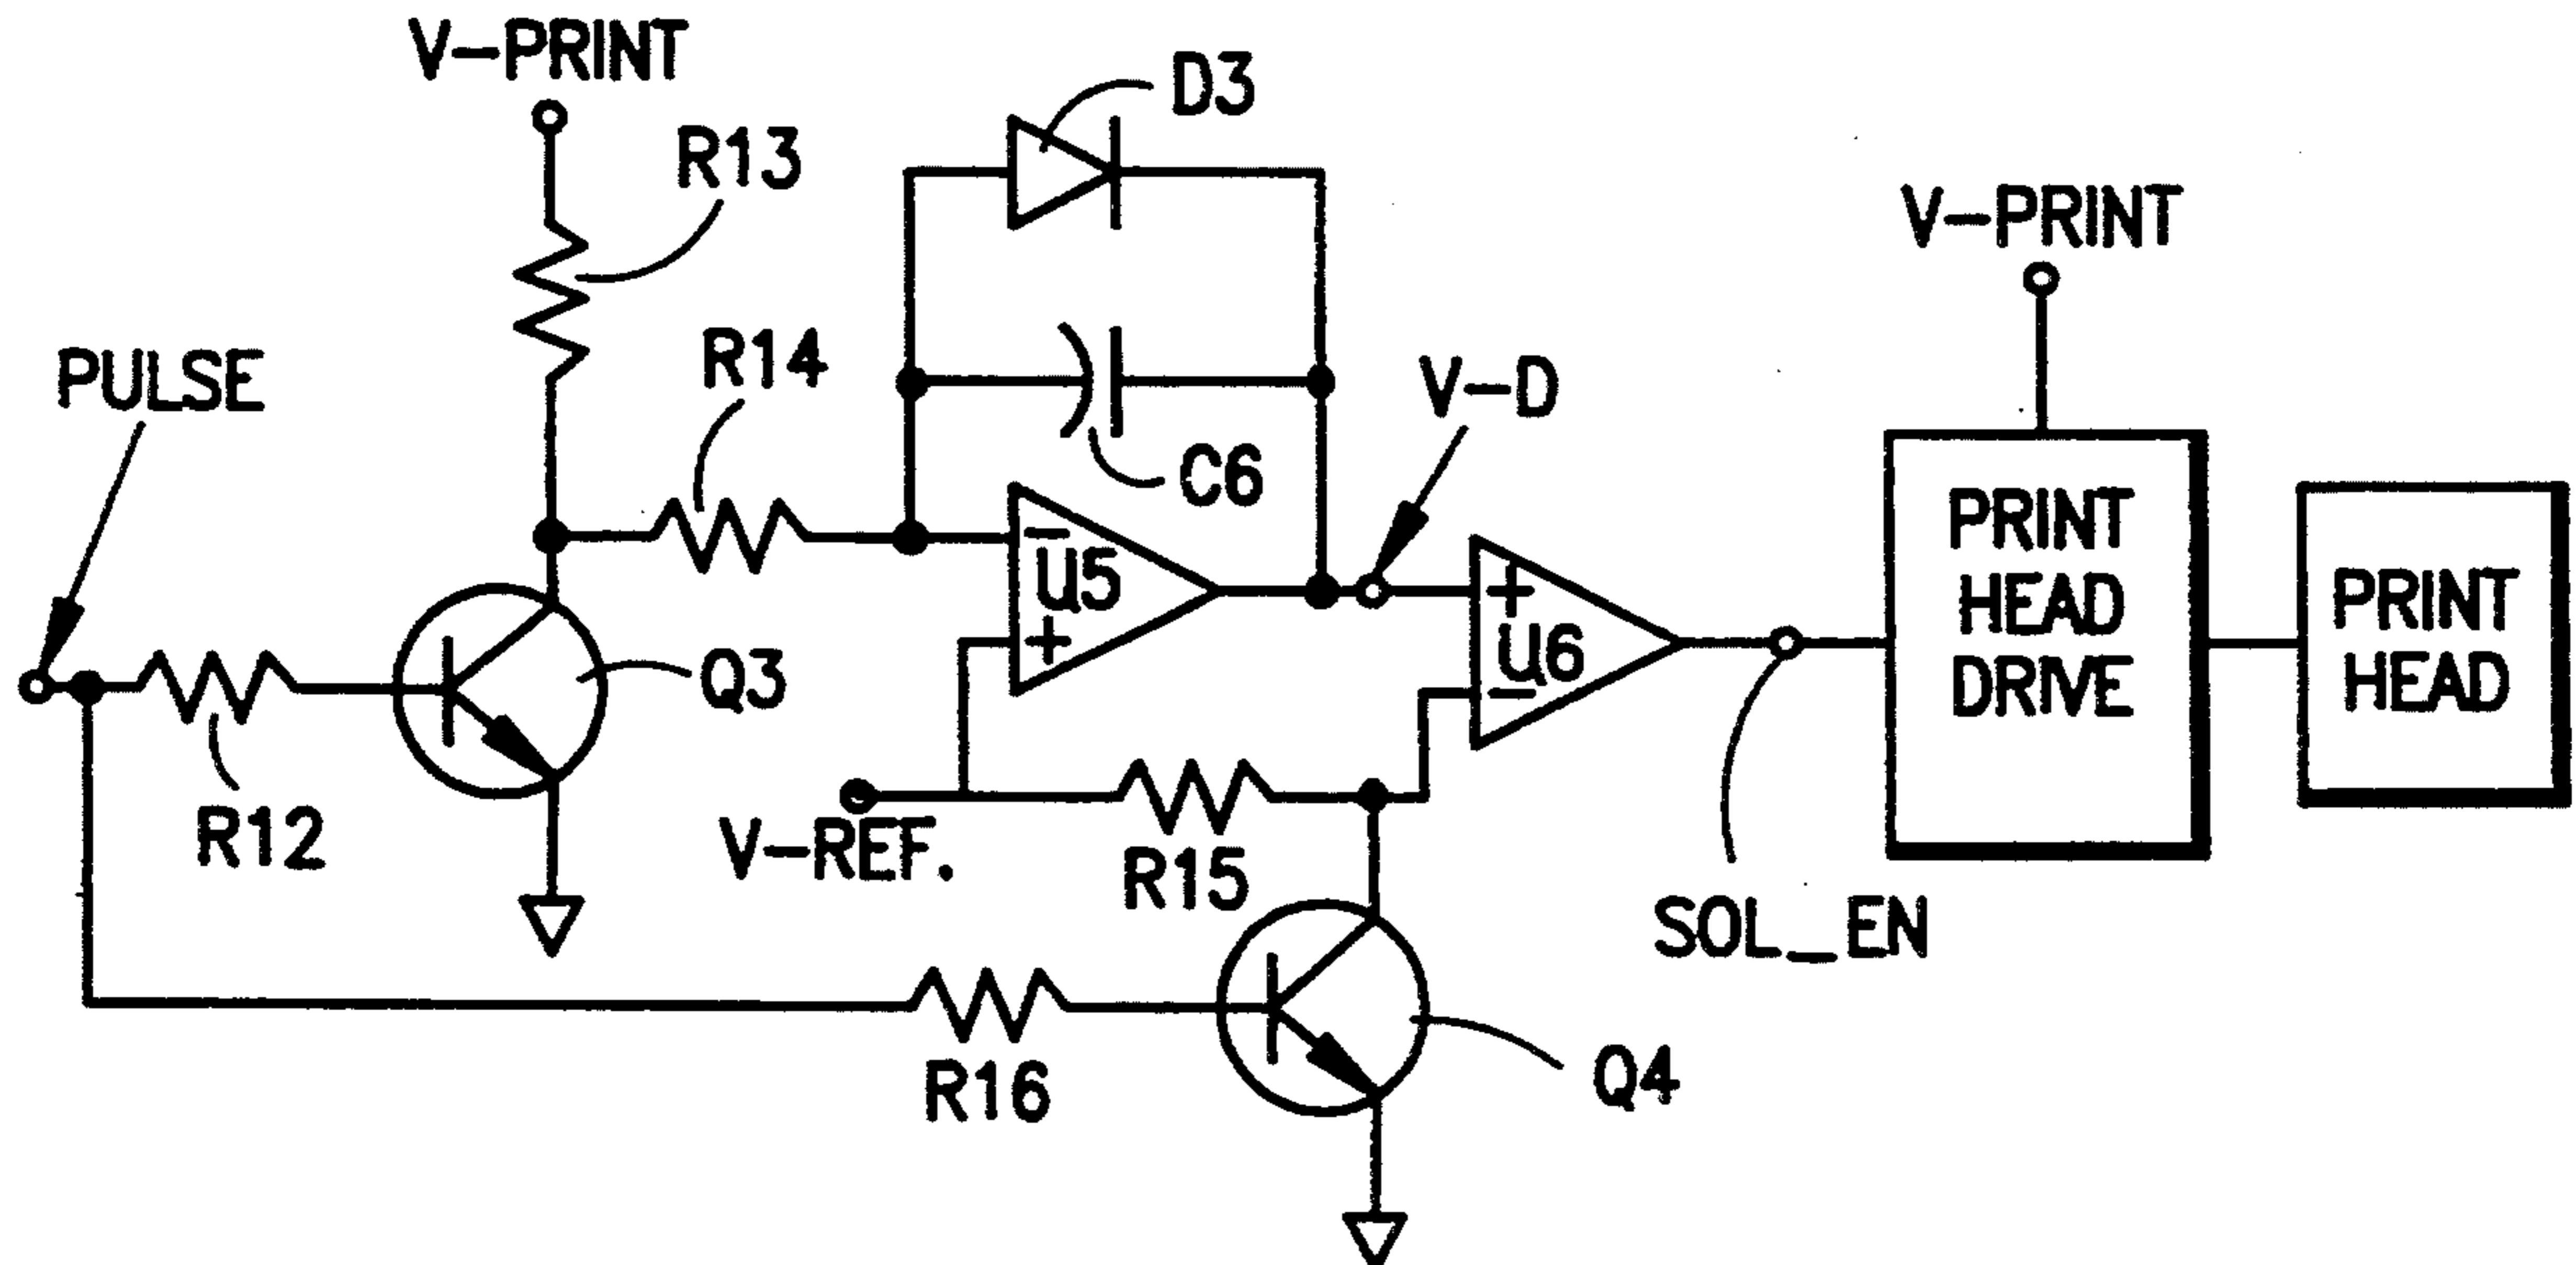 V-PRINT
D3
R13
V-PRINT
R14
PULSE
V-D
C6
-
U5
+
+
U6
-
PRINT
HEAD
DRIVE
PRINT
HEAD
Q3
R12
V-REF.
R15
SOL_EN
R16
Q4